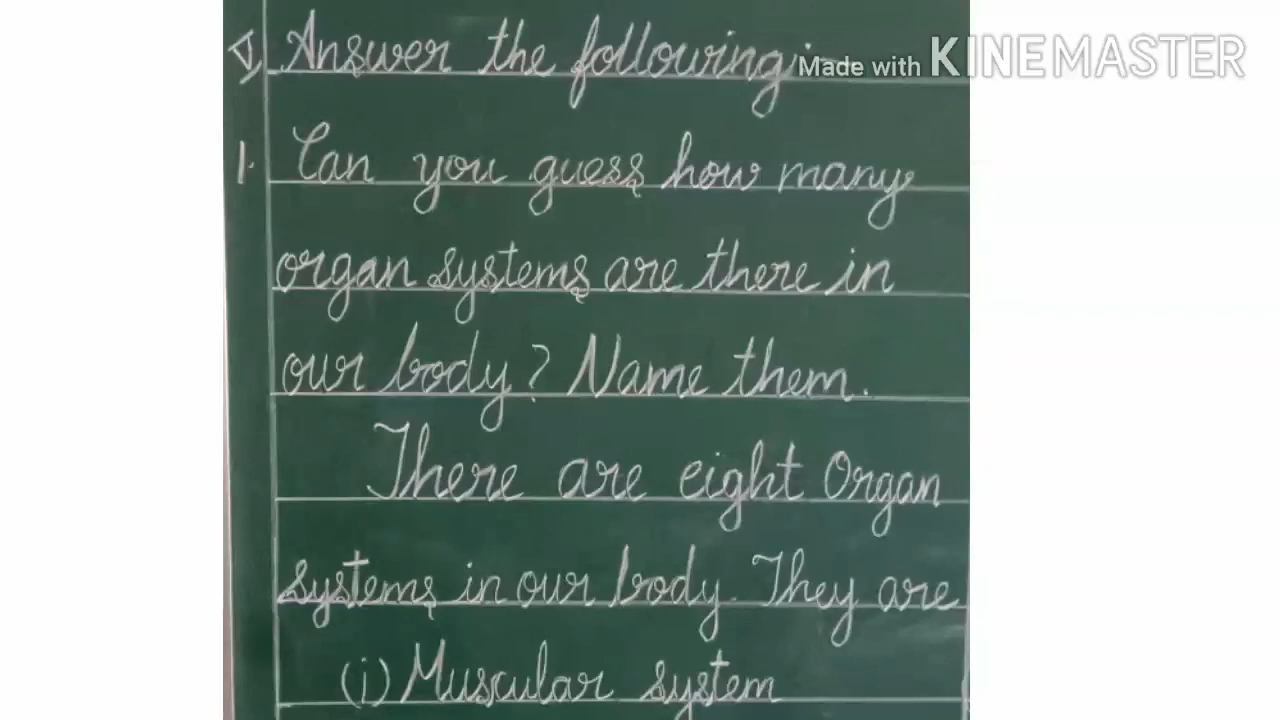 I) Answer the following:-
Made with KINEMASTER
1. Can you guess how many
organ systems are there in
our body? Name them.
There are eight Organ
systems in our body. They are
(i) Muscular system